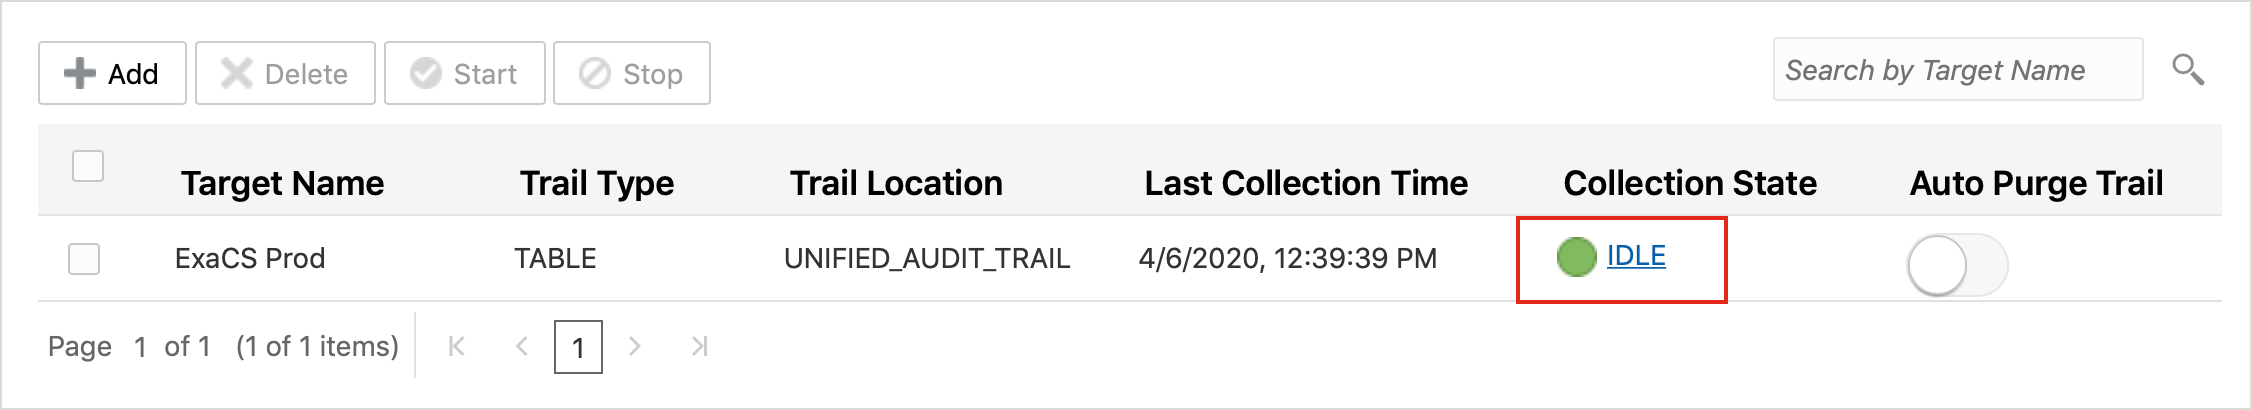 Add Delete Start Stop Search by Target Name
Target Name Trail Type Trail Location Last Collection Time Collection State Auto Purge Trail
ExaCS Prod TABLE UNIFIED_AUDIT_TRAIL 4/6/2020, 12:39:39 PM IDLE
Page 1 of 1 (1 of 1 items) 1